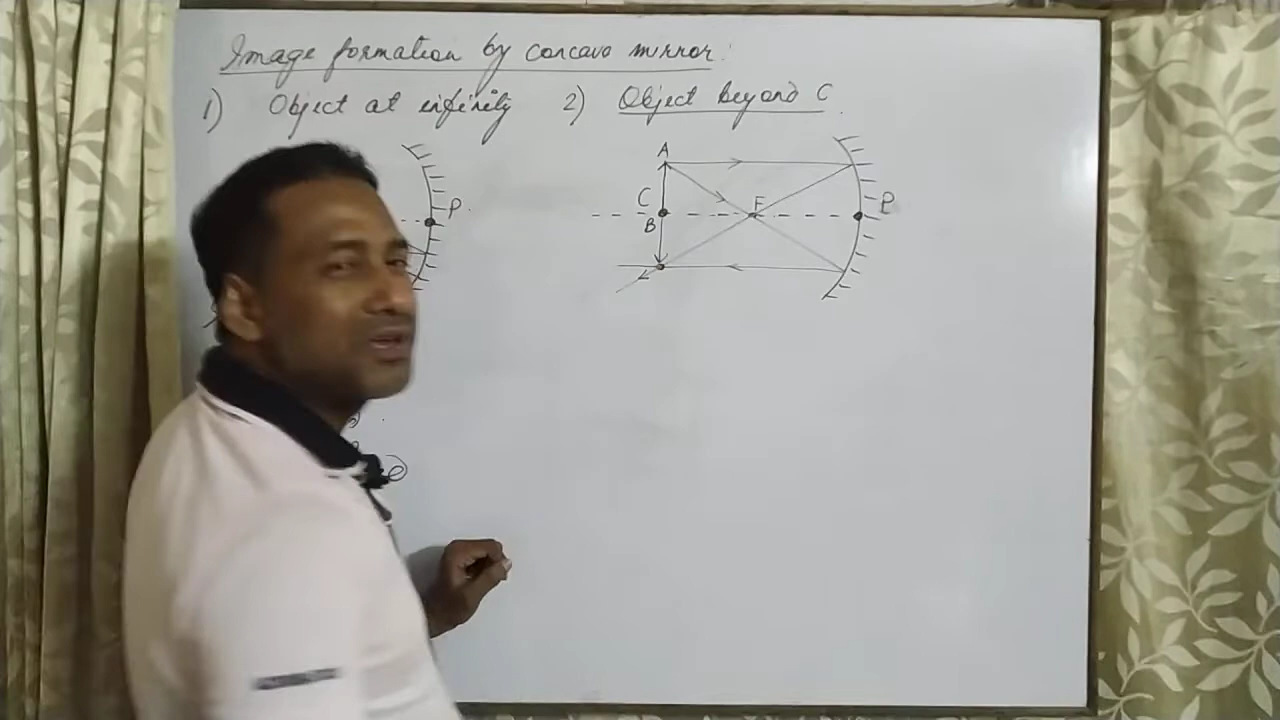 Image formation by concave mirror:
1) Object at infinity
2) Object beyond C.
P
A
C
B
F
P